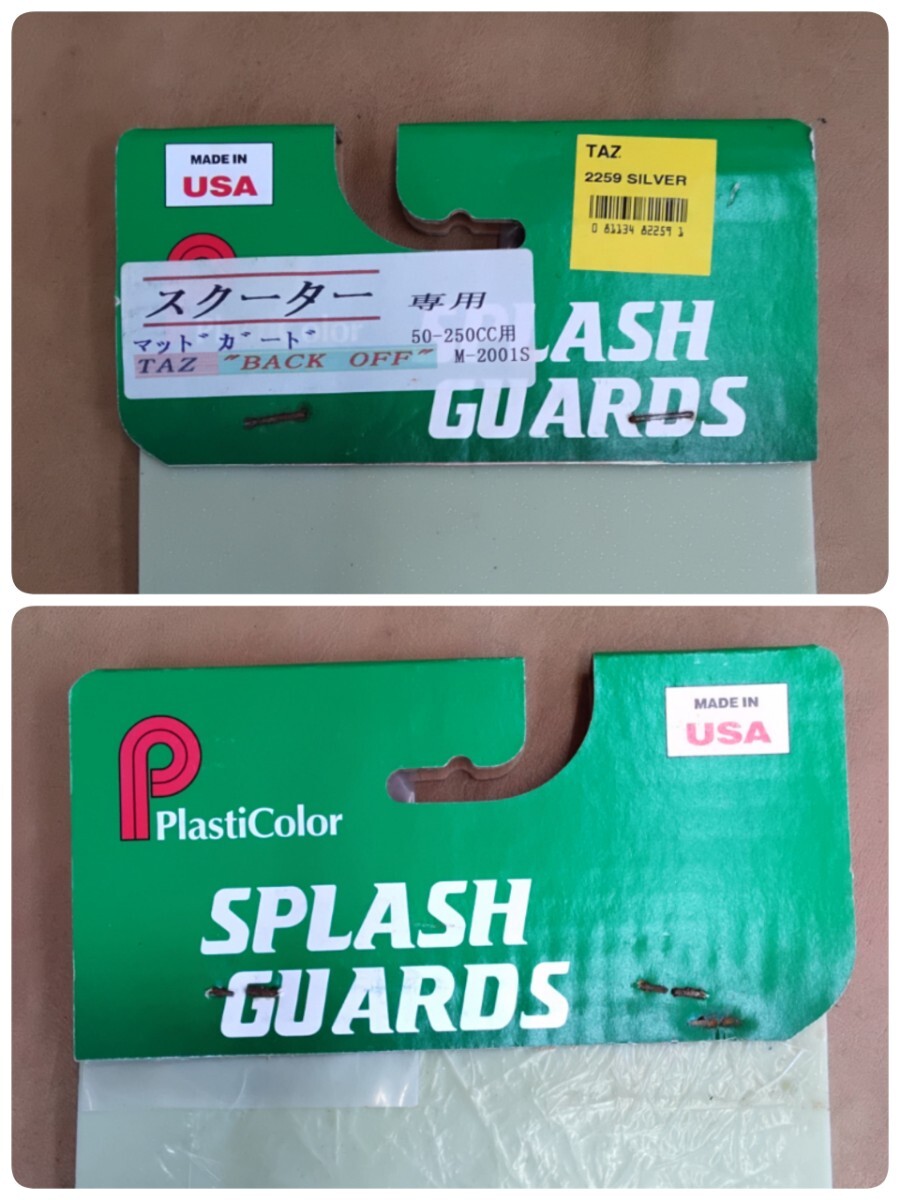 MADE IN
USA
TAZ
2259 SILVER
0 81134 82259 1
スクーター 専用
マッドガード 50-250CC用
TAZ "BACK OFF" M-2001S
SPLASH
GUARDS
MADE IN
USA
PlastiColor
SPLASH
GUARDS